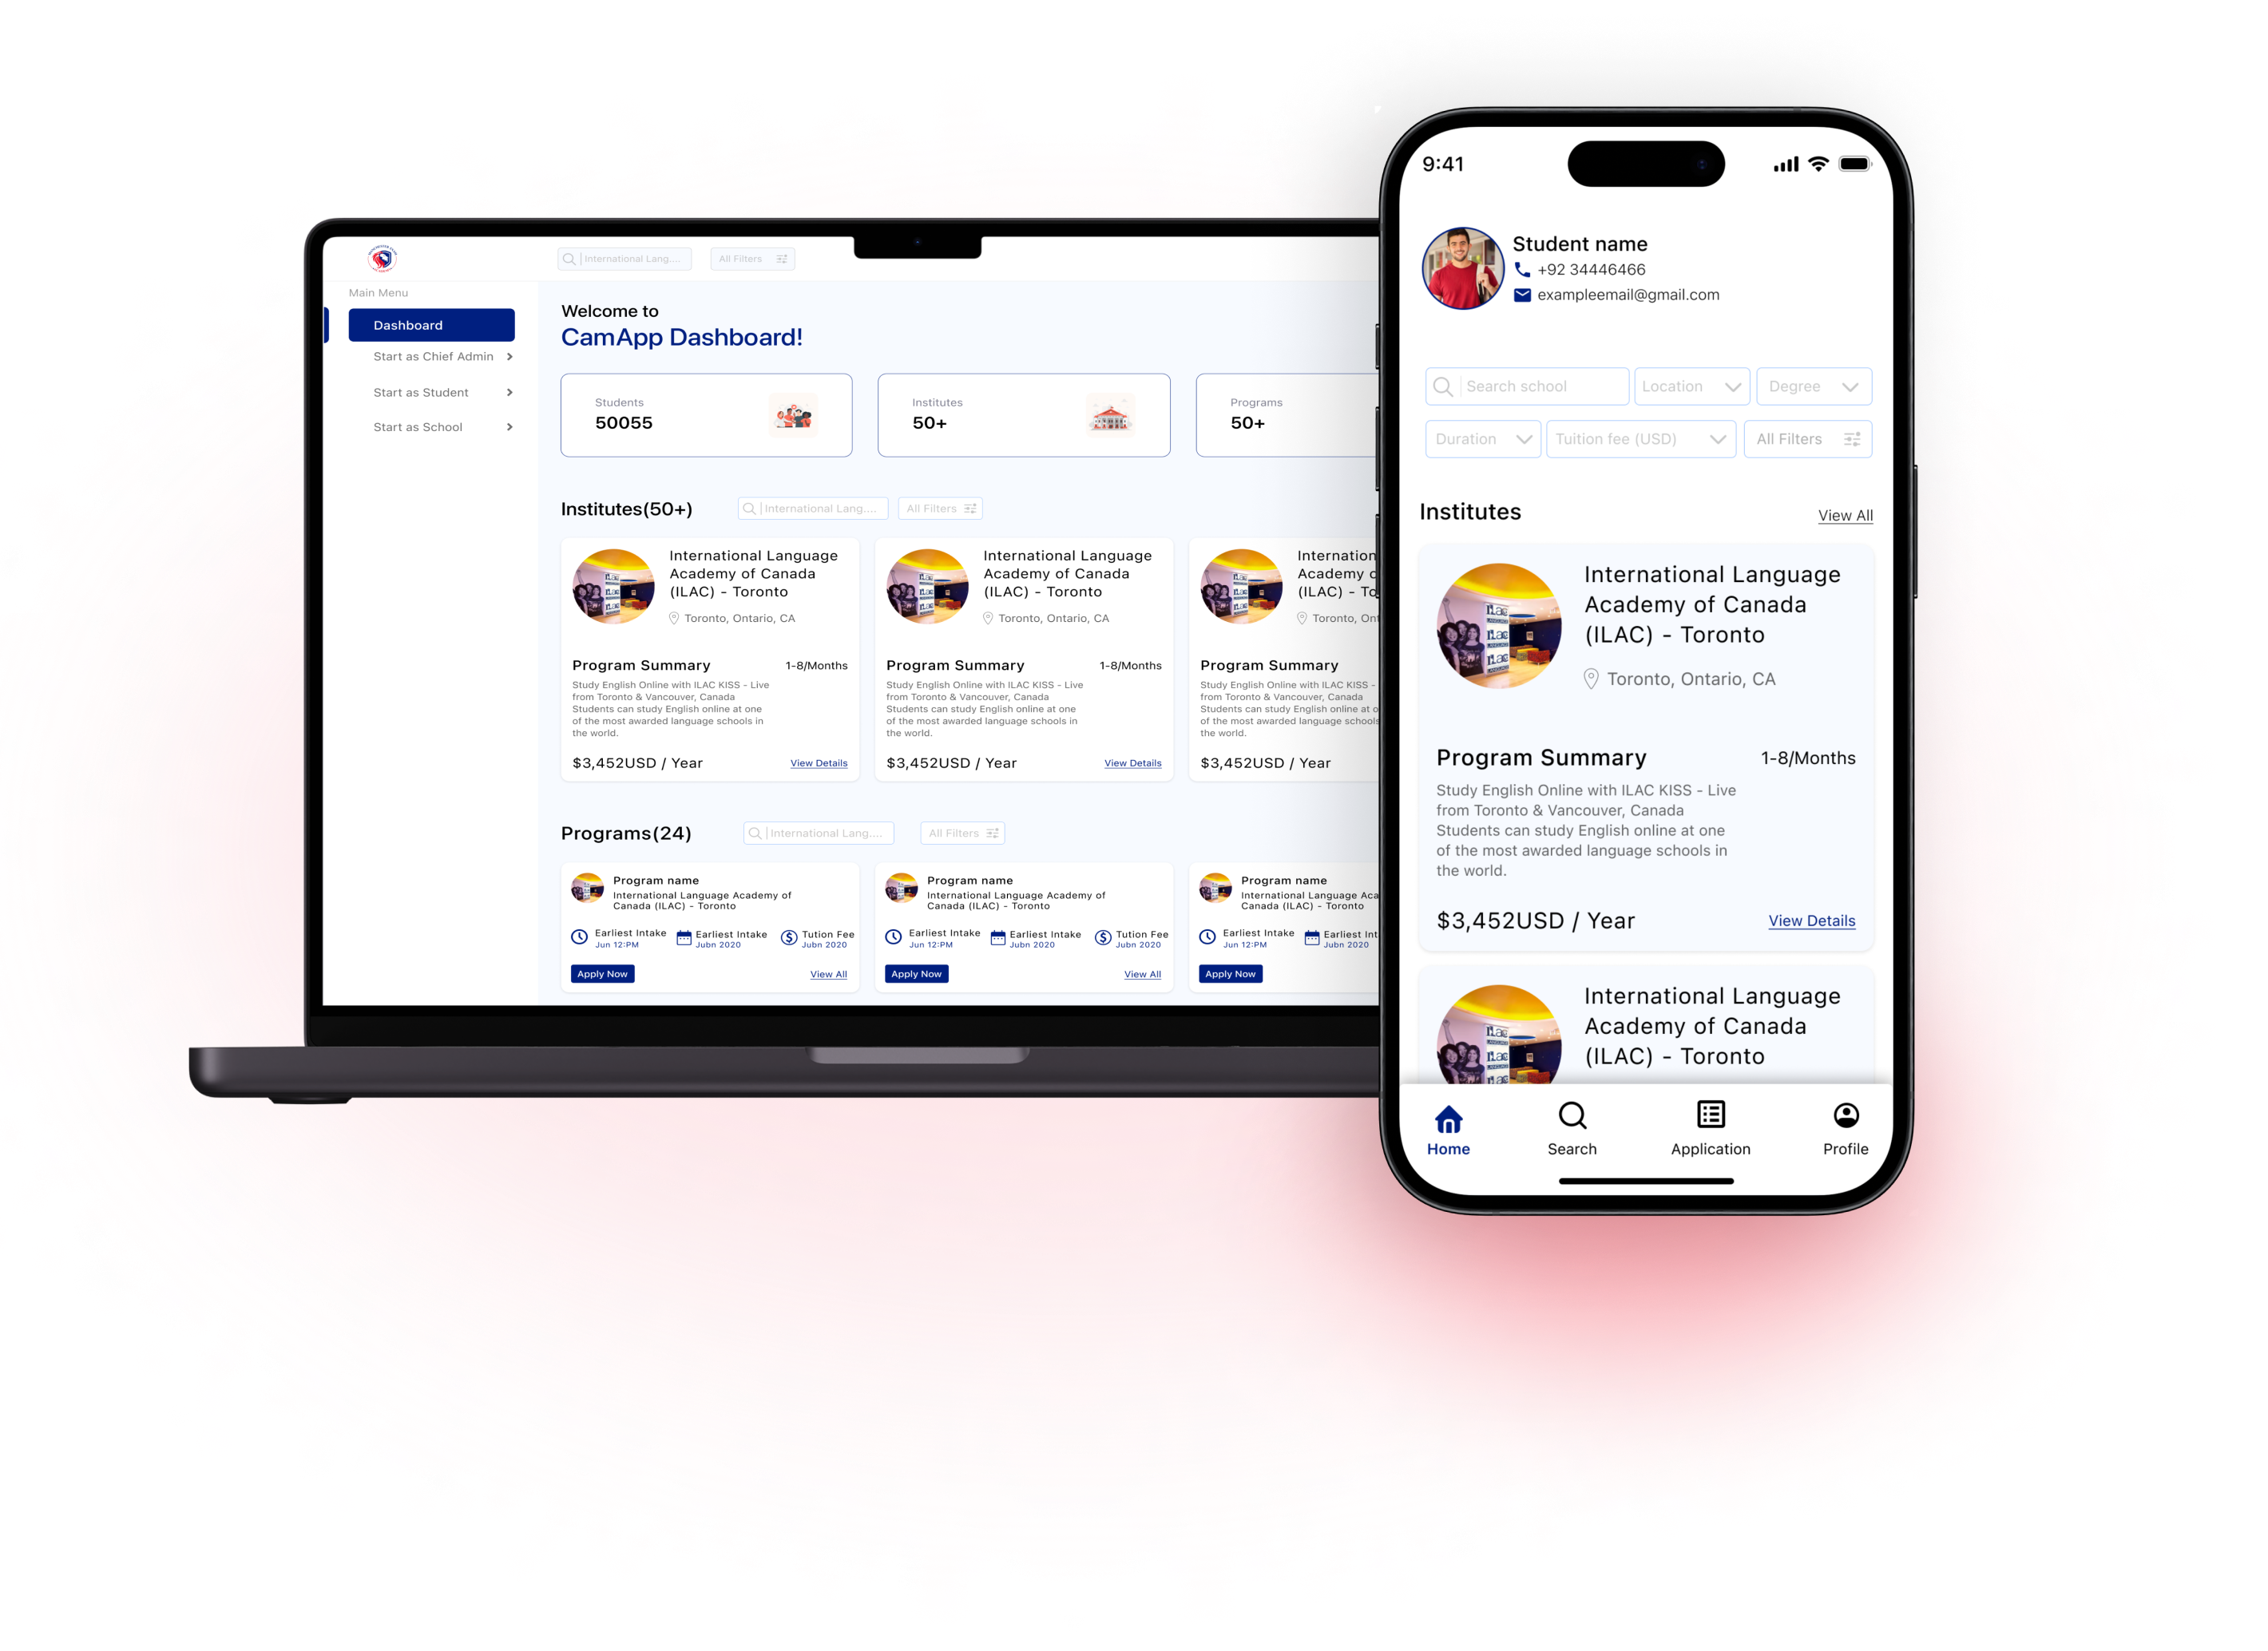 International Lang....
All Filters
Main Menu
Dashboard
Start as Chief Admin
Start as Student
Start as School
Welcome to
CamApp Dashboard!
Students
50055
Institutes
50+
Programs
50+
Institutes(50+)
International Lang....
All Filters
International Language
Academy of Canada
(ILAC) - Toronto
Toronto, Ontario, CA
Program Summary
1-8/Months
Study English Online with ILAC KISS - Live
from Toronto & Vancouver, Canada
Students can study English online at one
of the most awarded language schools in
the world.
$3,452USD / Year
View Details
International Language
Academy of Canada
(ILAC) - Toronto
Toronto, Ontario, CA
Program Summary
1-8/Months
Study English Online with ILAC KISS - Live
from Toronto & Vancouver, Canada
Students can study English online at one
of the most awarded language schools in
the world.
$3,452USD / Year
View Details
Internation
Academy
(ILAC) - To
Toronto, Ont
Program Summary
Study English Online with ILAC KISS -
from Toronto & Vancouver, Canada
Students can study English online at o
of the most awarded language schools
the world.
$3,452USD / Year
Programs(24)
International Lang....
All Filters
Program name
International Language Academy of
Canada (ILAC) - Toronto
Earliest Intake
Jun 12:PM
Earliest Intake
Jubn 2020
Tution Fee
Jubn 2020
Apply Now
View All
Program name
International Language Academy of
Canada (ILAC) - Toronto
Earliest Intake
Jun 12:PM
Earliest Intake
Jubn 2020
Tution Fee
Jubn 2020
Apply Now
View All
Program name
International Language Aca
Canada (ILAC) - Toronto
Earliest Intake
Jun 12:PM
Earliest Int
Jubn 2020
Apply Now
9:41
Student name
+92 34446466
exampleemail@gmail.com
Search school
Location
Degree
Duration
Tuition fee (USD)
All Filters
Institutes
View All
International Language
Academy of Canada
(ILAC) - Toronto
Toronto, Ontario, CA
Program Summary
1-8/Months
Study English Online with ILAC KISS - Live
from Toronto & Vancouver, Canada
Students can study English online at one
of the most awarded language schools in
the world.
$3,452USD / Year
View Details
International Language
Academy of Canada
(ILAC) - Toronto
Home
Search
Application
Profile